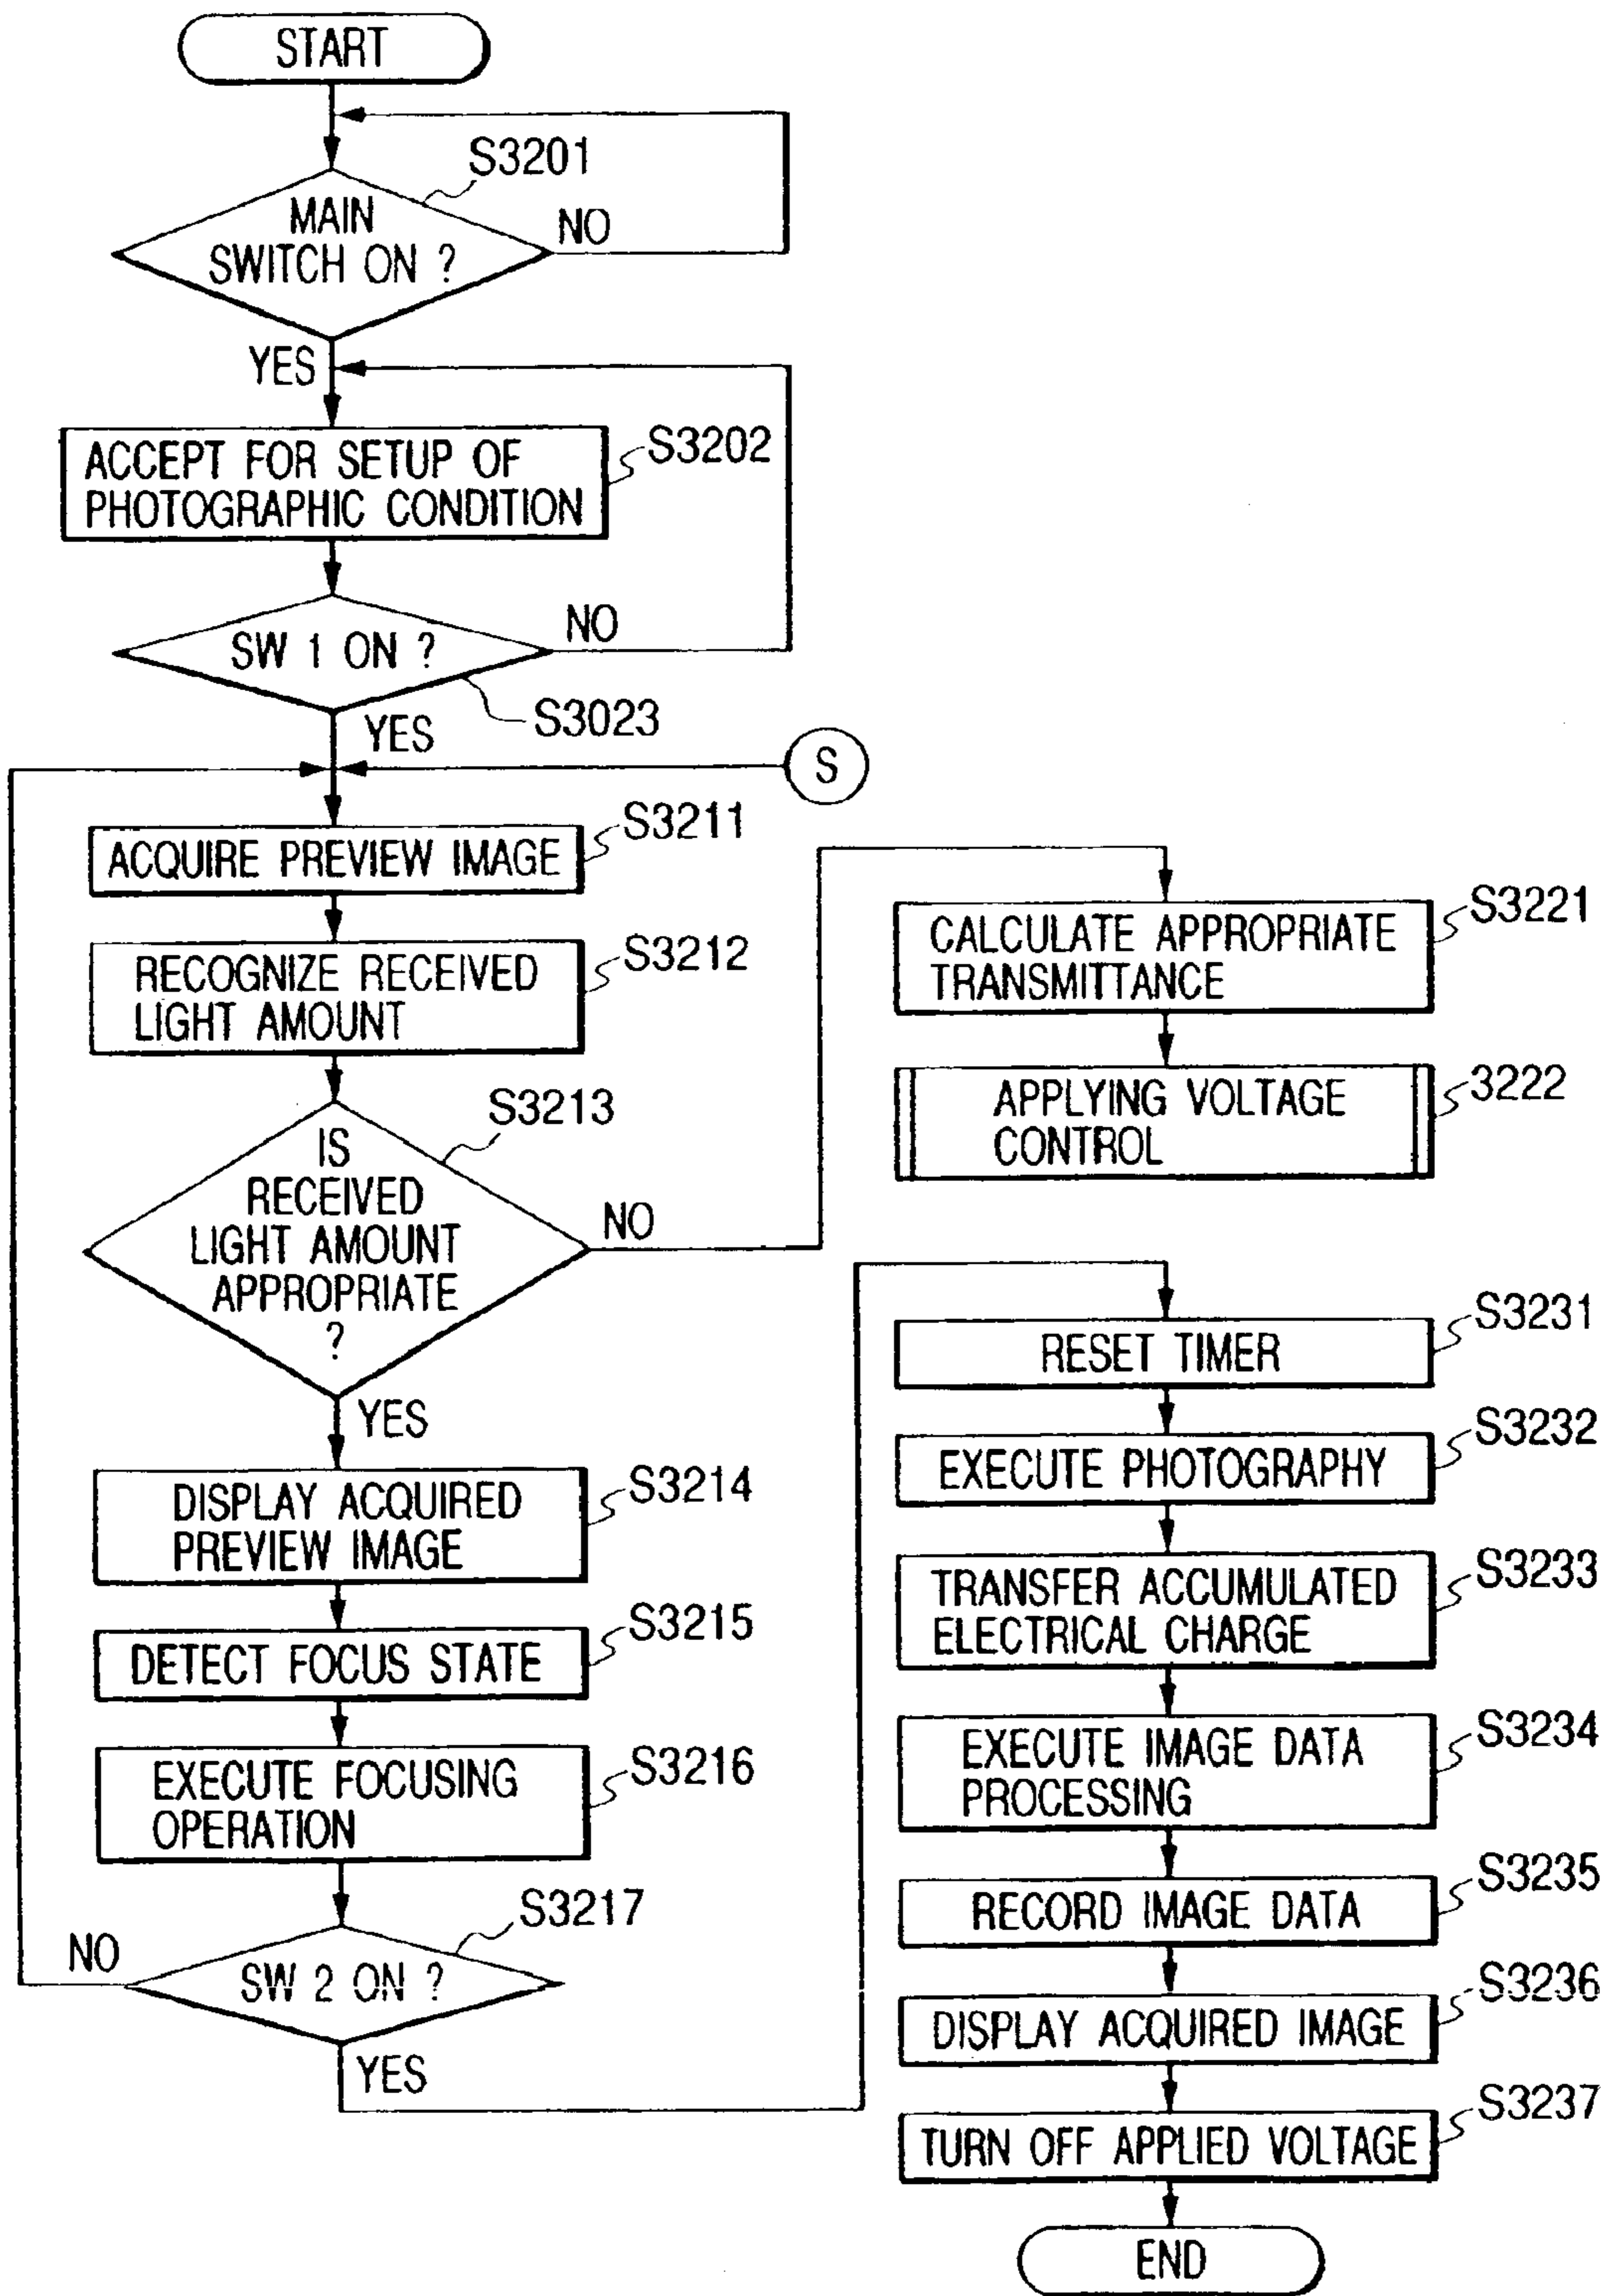 START
S3201
MAIN
SWITCH ON ?
NO
YES
ACCEPT FOR SETUP OF
PHOTOGRAPHIC CONDITION
S3202
SW 1 ON ?
NO
S3023
YES
S
ACQUIRE PREVIEW IMAGE
S3211
RECOGNIZE RECEIVED
LIGHT AMOUNT
S3212
S3213
IS
RECEIVED
LIGHT AMOUNT
APPROPRIATE
?
NO
YES
DISPLAY ACQUIRED
PREVIEW IMAGE
S3214
DETECT FOCUS STATE
S3215
EXECUTE FOCUSING
OPERATION
S3216
S3217
SW 2 ON ?
NO
YES
CALCULATE APPROPRIATE
TRANSMITTANCE
S3221
APPLYING VOLTAGE
CONTROL
3222
RESET TIMER
S3231
EXECUTE PHOTOGRAPHY
S3232
TRANSFER ACCUMULATED
ELECTRICAL CHARGE
S3233
EXECUTE IMAGE DATA
PROCESSING
S3234
RECORD IMAGE DATA
S3235
DISPLAY ACQUIRED IMAGE
S3236
TURN OFF APPLIED VOLTAGE
S3237
END